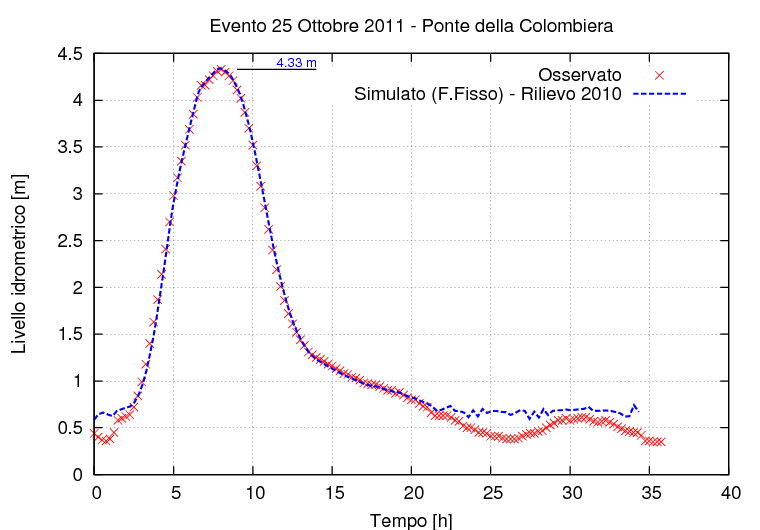 Evento 25 Ottobre 2011 - Ponte della Colombiera
4.33 m
Osservato
Simulato (F.Fisso) - Rilievo 2010
Livello idrometrico [m]
4.5
4
3.5
3
2.5
2
1.5
1
0.5
0
0 5 10 15 20 25 30 35 40
Tempo [h]